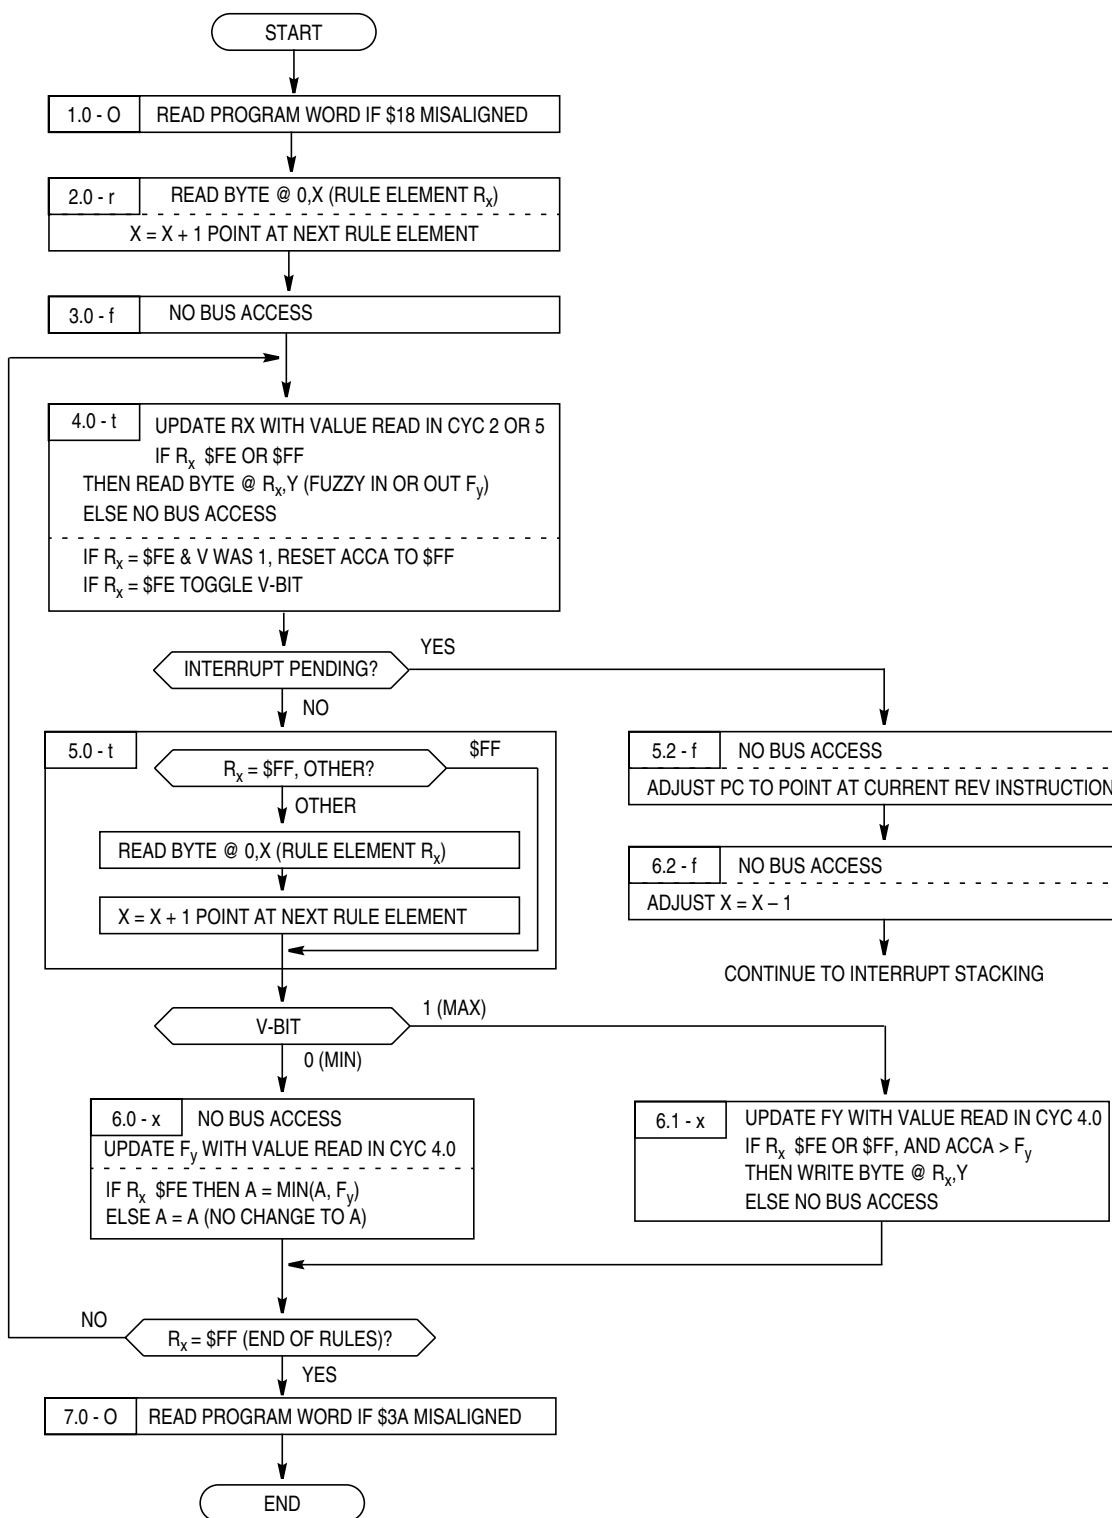 START
1.0 - O READ PROGRAM WORD IF $18 MISALIGNED
2.0 - r READ BYTE @ 0,X (RULE ELEMENT Rx)
X = X + 1 POINT AT NEXT RULE ELEMENT
3.0 - f NO BUS ACCESS
4.0 - t UPDATE RX WITH VALUE READ IN CYC 2 OR 5
IF Rx $FE OR $FF
THEN READ BYTE @ Rx,Y (FUZZY IN OR OUT Fy)
ELSE NO BUS ACCESS
IF Rx = $FE & V WAS 1, RESET ACCA TO $FF
IF Rx = $FE TOGGLE V-BIT
INTERRUPT PENDING?
YES
NO
5.0 - t
Rx = $FF, OTHER?
$FF
OTHER
READ BYTE @ 0,X (RULE ELEMENT Rx)
X = X + 1 POINT AT NEXT RULE ELEMENT
5.2 - f NO BUS ACCESS
ADJUST PC TO POINT AT CURRENT REV INSTRUCTION
6.2 - f NO BUS ACCESS
ADJUST X = X – 1
CONTINUE TO INTERRUPT STACKING
V-BIT
1 (MAX)
0 (MIN)
6.0 - x NO BUS ACCESS
UPDATE Fy WITH VALUE READ IN CYC 4.0
IF Rx $FE THEN A = MIN(A, Fy)
ELSE A = A (NO CHANGE TO A)
6.1 - x UPDATE FY WITH VALUE READ IN CYC 4.0
IF Rx $FE OR $FF, AND ACCA > Fy
THEN WRITE BYTE @ Rx,Y
ELSE NO BUS ACCESS
NO
Rx = $FF (END OF RULES)?
YES
7.0 - O READ PROGRAM WORD IF $3A MISALIGNED
END